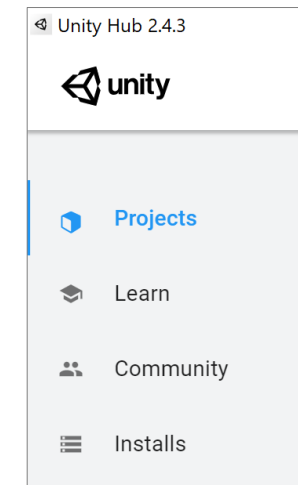 Unity Hub 2.4.3
unity
Projects
Learn
Community
Installs